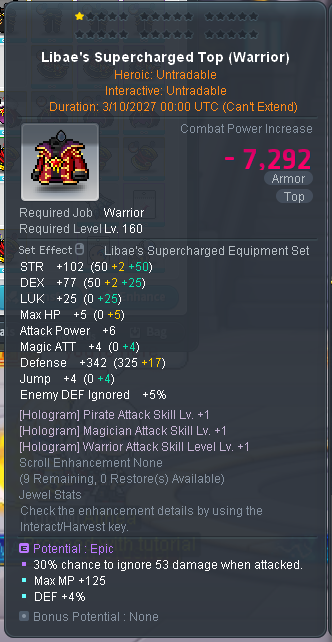 Libae's Supercharged Top (Warrior)
Heroic: Untradable
Interactive: Untradable
Duration: 3/10/2027 00:00 UTC (Can't Extend)
Combat Power Increase
- 7,292
Armor
Top
Required Job Warrior
Required Level Lv. 160
Set Effect Libae's Supercharged Equipment Set
STR +102 (50 +2 +50)
DEX +77 (50 +2 +25)
LUK +25 (0 +25)
Max HP +5 (0 +5)
Attack Power +6
Magic ATT +4 (0 +4)
Defense +342 (325 +17)
Jump +4 (0 +4)
Enemy DEF Ignored +5%
[Hologram] Pirate Attack Skill Lv. +1
[Hologram] Magician Attack Skill Lv. +1
[Hologram] Warrior Attack Skill Level Lv. +1
Scroll Enhancement None
(9 Remaining, 0 Restore(s) Available)
Jewel Stats
Check the enhancement details by using the
Interact/Harvest key.
E Potential : Epic
30% chance to ignore 53 damage when attacked.
Max MP +125
DEF +4%
Bonus Potential : None